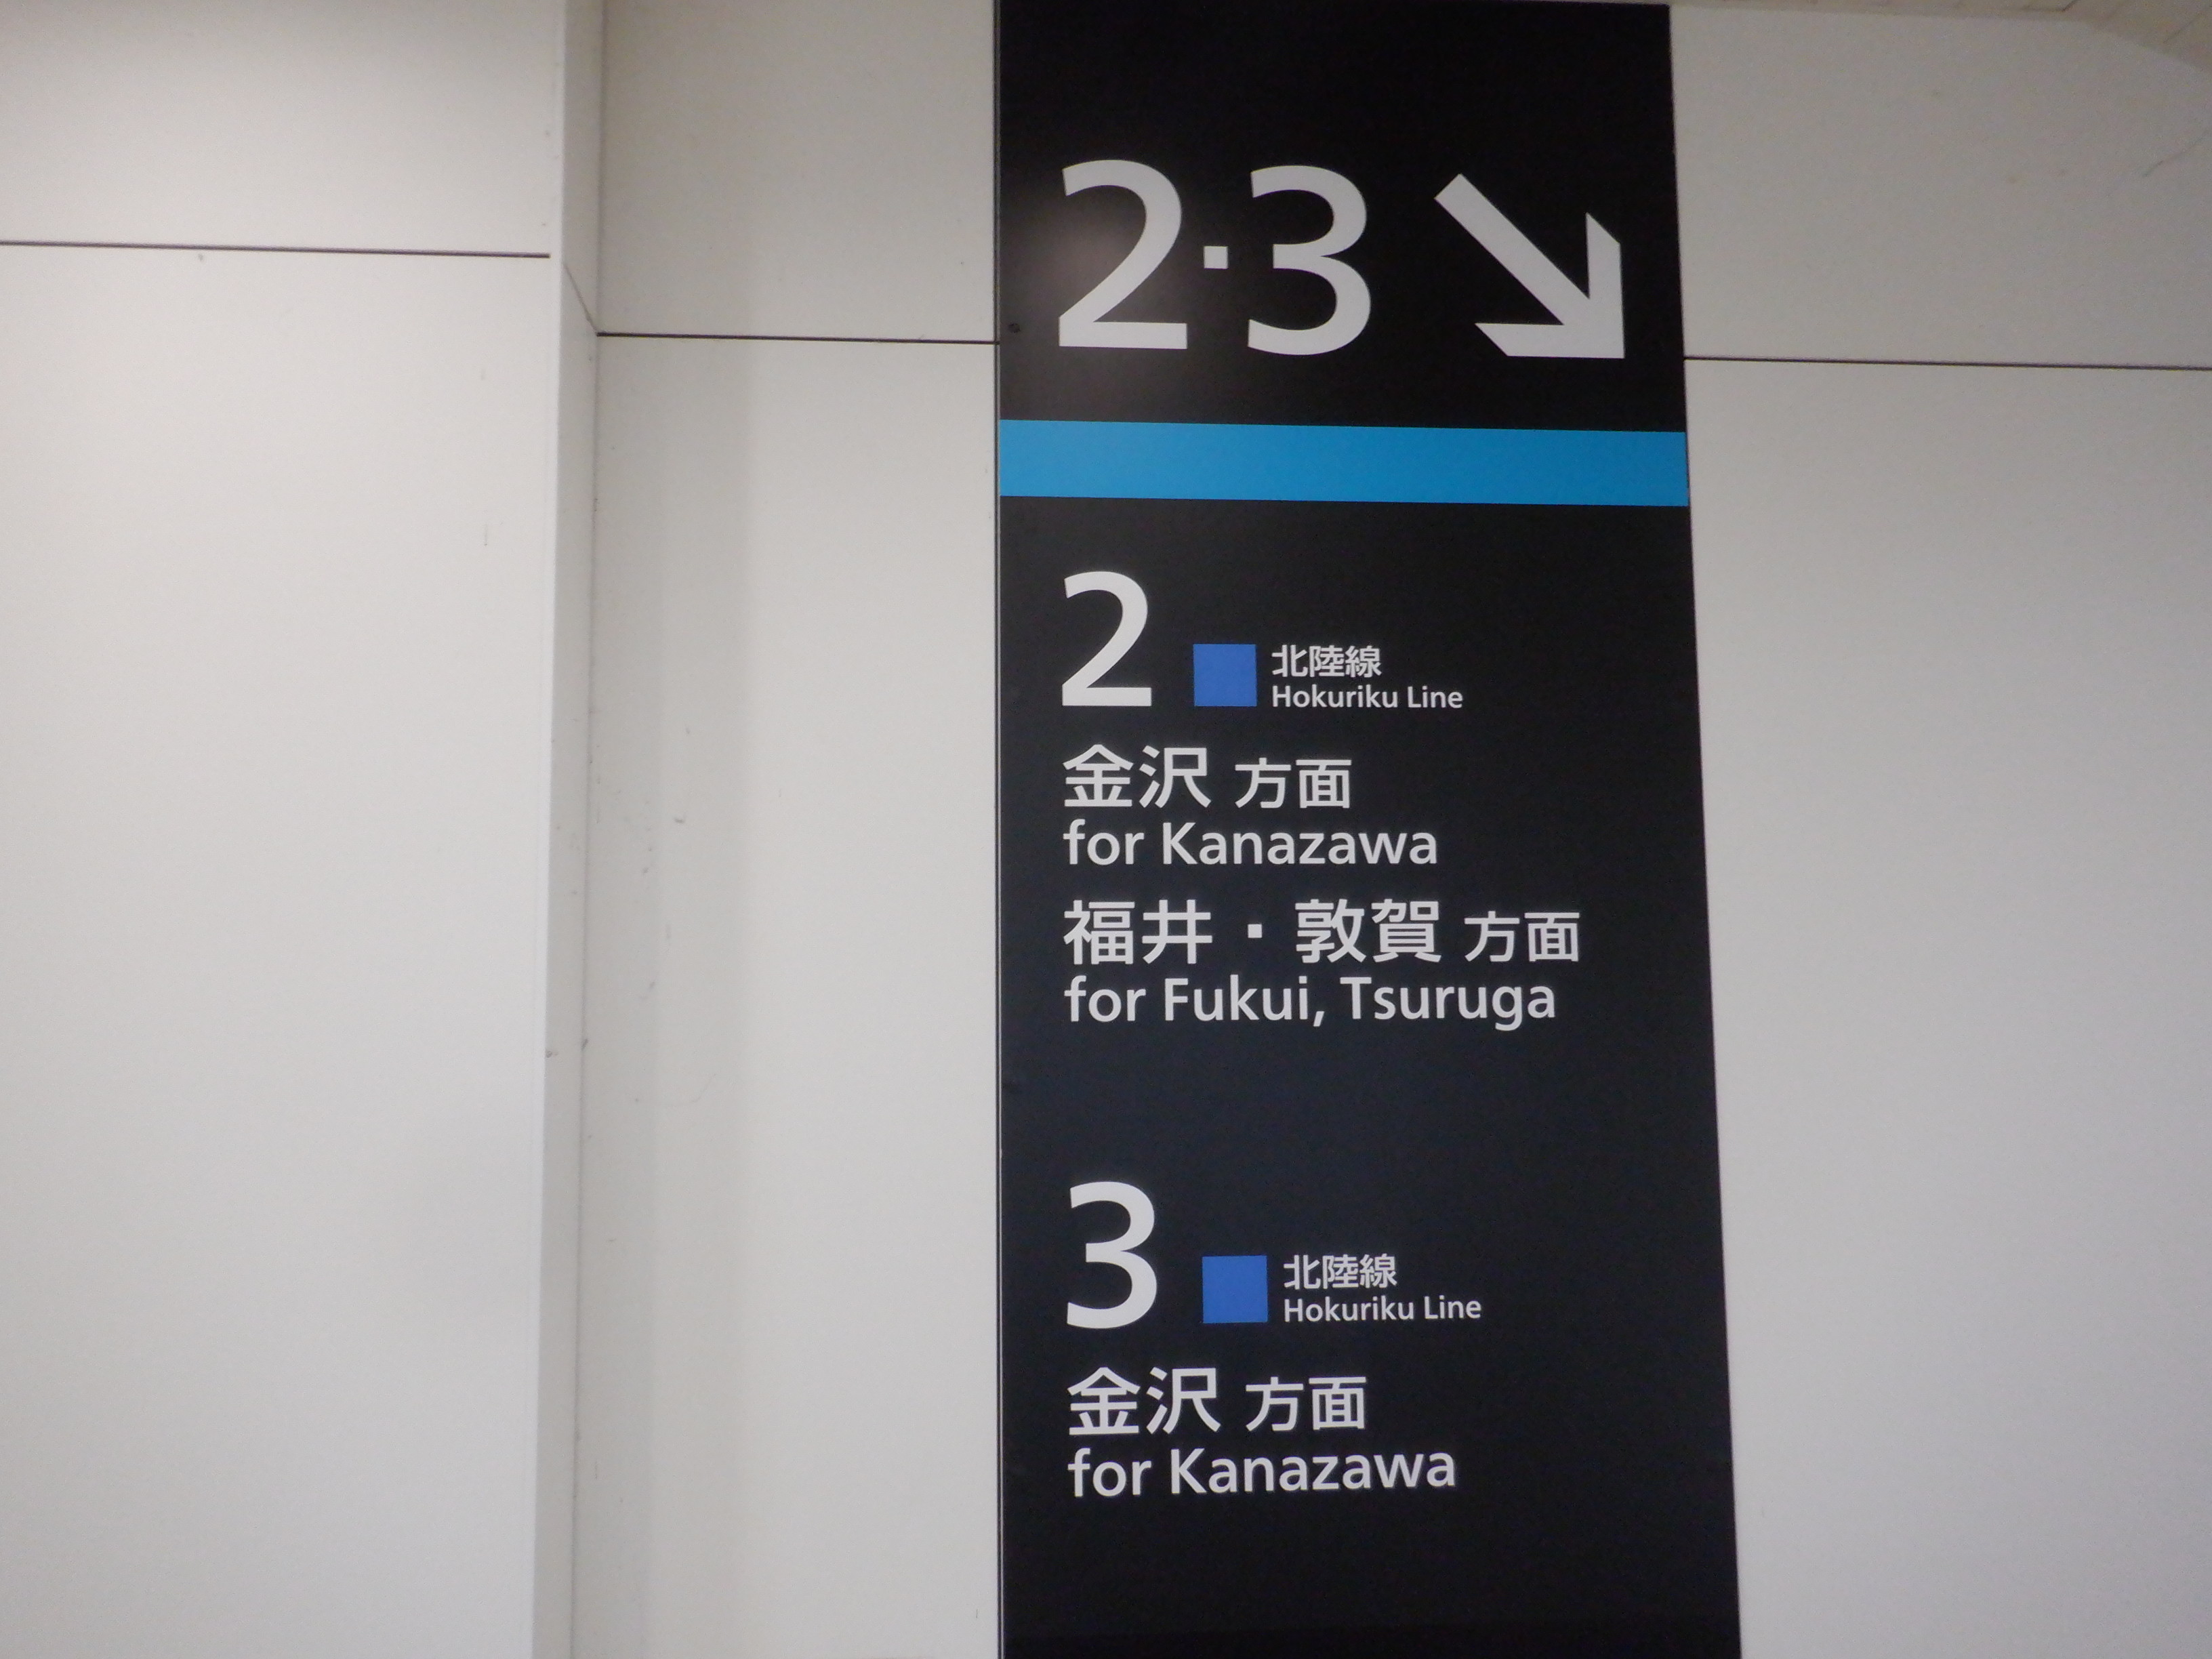 2·3
2
北陸線
Hokuriku Line
金沢 方面
for Kanazawa
福井・敦賀 方面
for Fukui, Tsuruga
3
北陸線
Hokuriku Line
金沢 方面
for Kanazawa